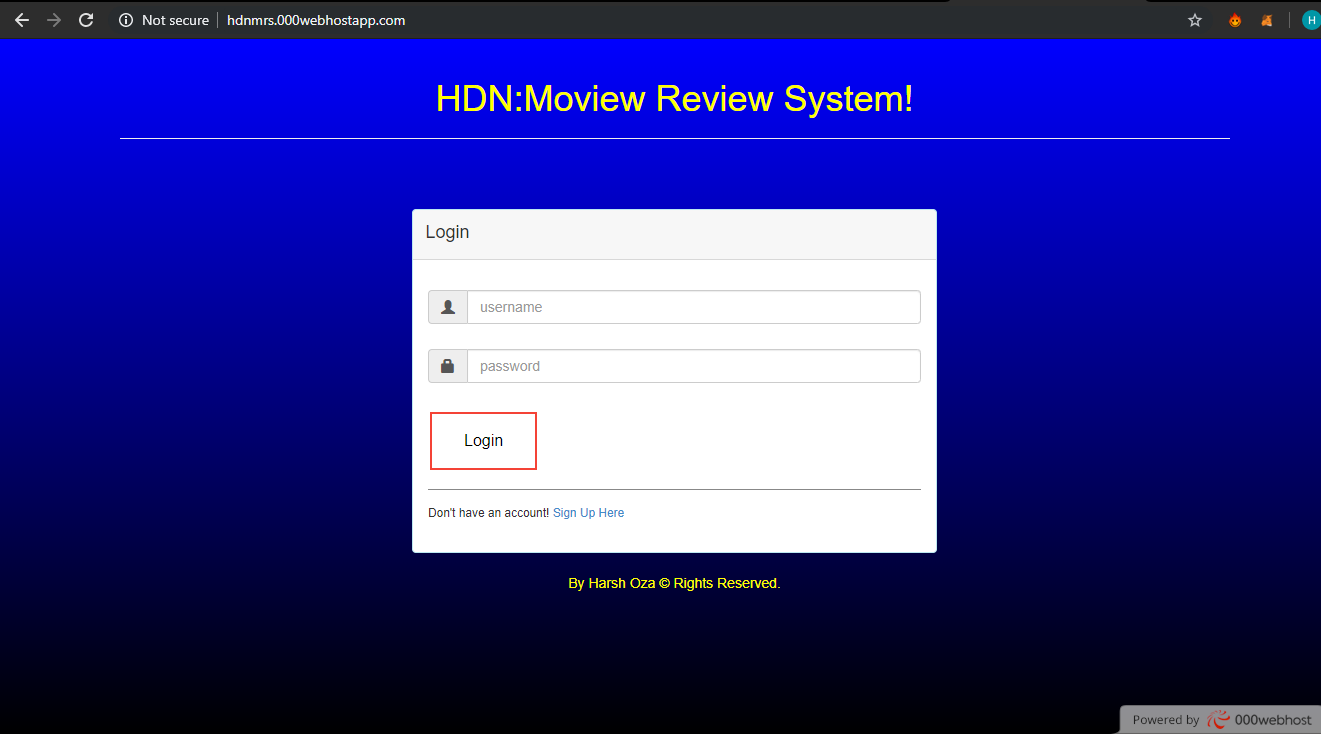 Not secure hdnmrs.000webhostapp.com
H
HDN:Moview Review System!
Login
username
password
Login
Don't have an account! Sign Up Here
By Harsh Oza © Rights Reserved.
Powered by 000webhost